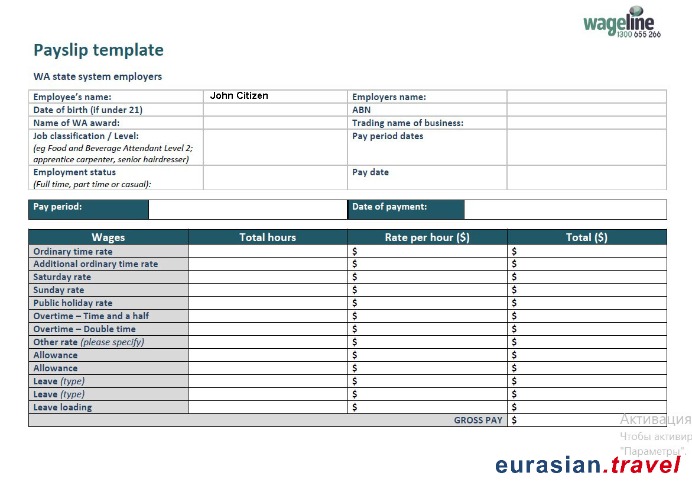 wageline
1300 655 266
Payslip template
WA state system employers
Employee's name: John Citizen Employers name:
Date of birth (if under 21) ABN
Name of WA award: Trading name of business:
Job classification / Level: Pay period dates
(eg Food and Beverage Attendant Level 2;
apprentice carpenter, senior hairdresser)
Employment status Pay date
(Full time, part time or casual):
Pay period: Date of payment:
Wages Total hours Rate per hour ($) Total ($)
Ordinary time rate $ $
Additional ordinary time rate $ $
Saturday rate $ $
Sunday rate $ $
Public holiday rate $ $
Overtime – Time and a half $ $
Overtime – Double time $ $
Other rate (please specify) $ $
Allowance $ $
Allowance $ $
Leave (type) $ $
Leave (type) $ $
Leave loading $ $
GROSS PAY $
Активация
Чтобы активир
"Параметры".
eurasian.travel